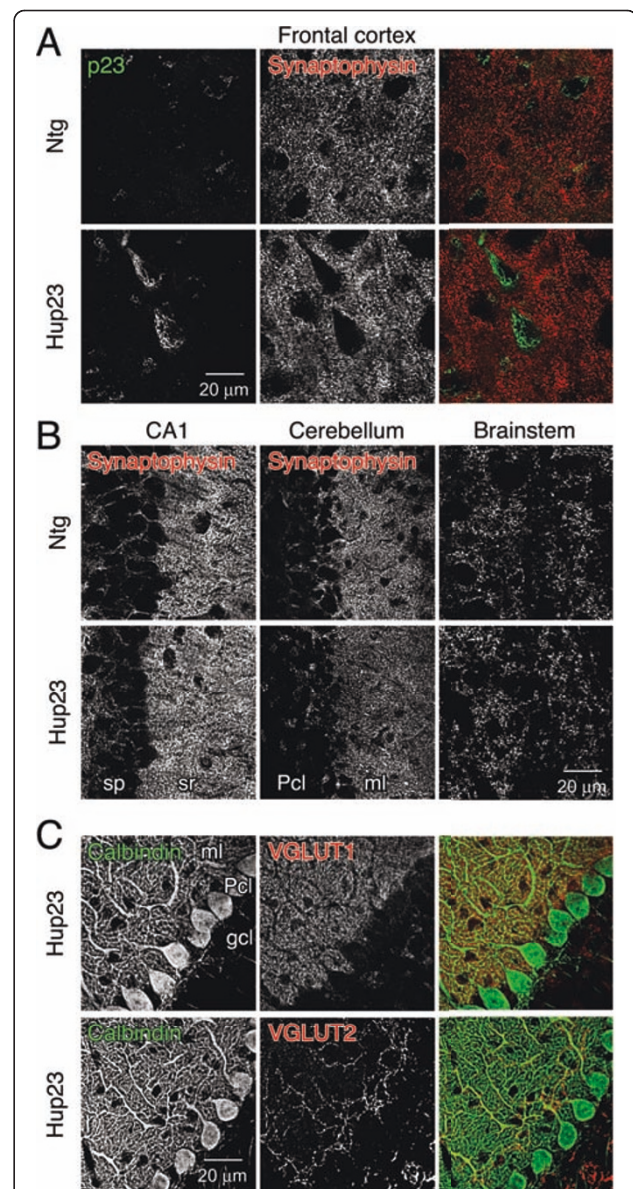 A
Frontal cortex
p23
Synaptophysin
Ntg
Hup23
20 μm
B
CA1
Cerebellum
Brainstem
Synaptophysin
Synaptophysin
Ntg
Hup23
sp
sr
Pcl
ml
20 μm
C
Calbindin
ml
VGLUT1
Pcl
gcl
Hup23
Calbindin
VGLUT2
Hup23
20 μm